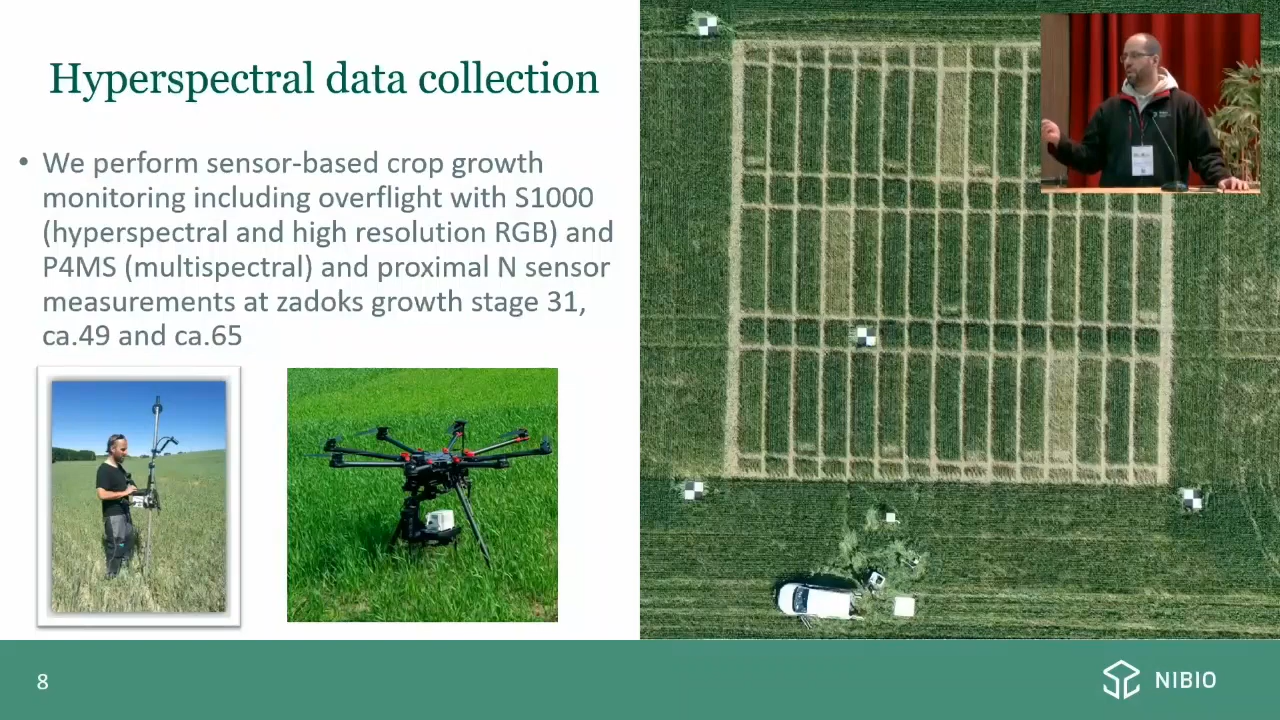 Hyperspectral data collection
• We perform sensor-based crop growth
monitoring including overflight with S1000
(hyperspectral and high resolution RGB) and
P4MS (multispectral) and proximal N sensor
measurements at zadoks growth stage 31,
ca.49 and ca.65
8
NIBIO